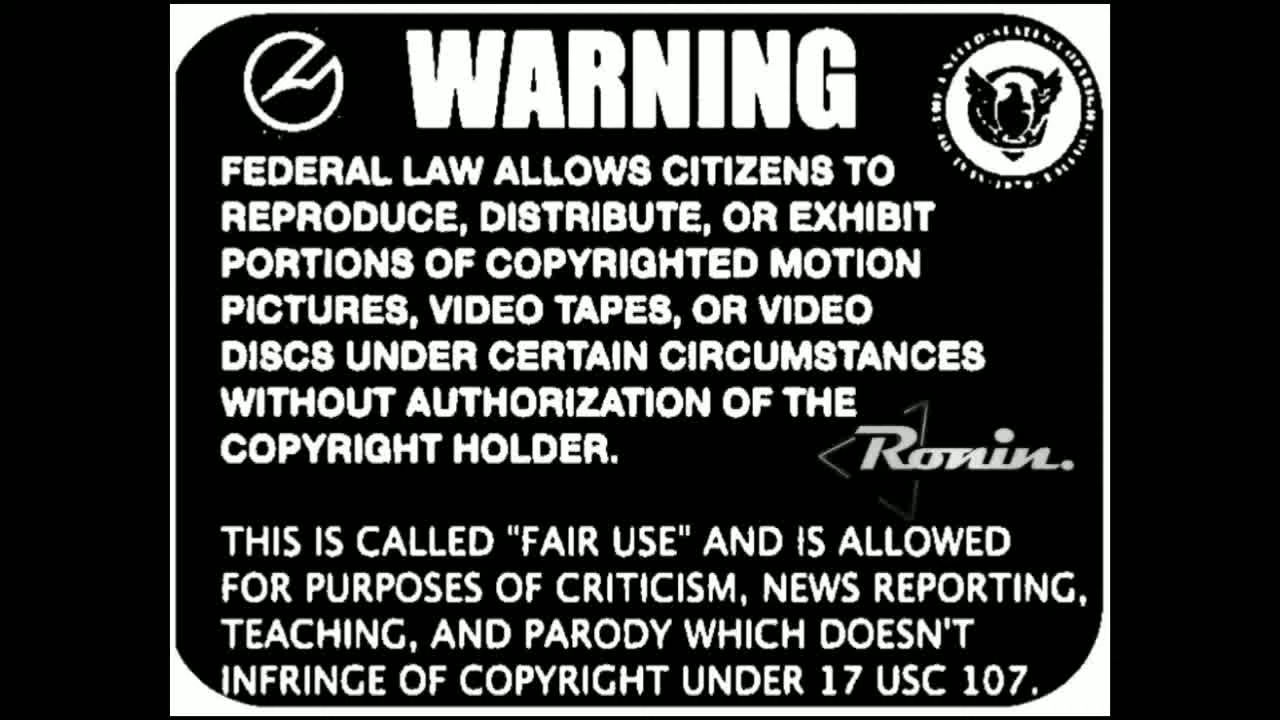 WARNING
FEDERAL LAW ALLOWS CITIZENS TO
REPRODUCE, DISTRIBUTE, OR EXHIBIT
PORTIONS OF COPYRIGHTED MOTION
PICTURES, VIDEO TAPES, OR VIDEO
DISCS UNDER CERTAIN CIRCUMSTANCES
WITHOUT AUTHORIZATION OF THE
COPYRIGHT HOLDER.
Ronin.
THIS IS CALLED "FAIR USE" AND IS ALLOWED
FOR PURPOSES OF CRITICISM, NEWS REPORTING,
TEACHING, AND PARODY WHICH DOESN'T
INFRINGE OF COPYRIGHT UNDER 17 USC 107.